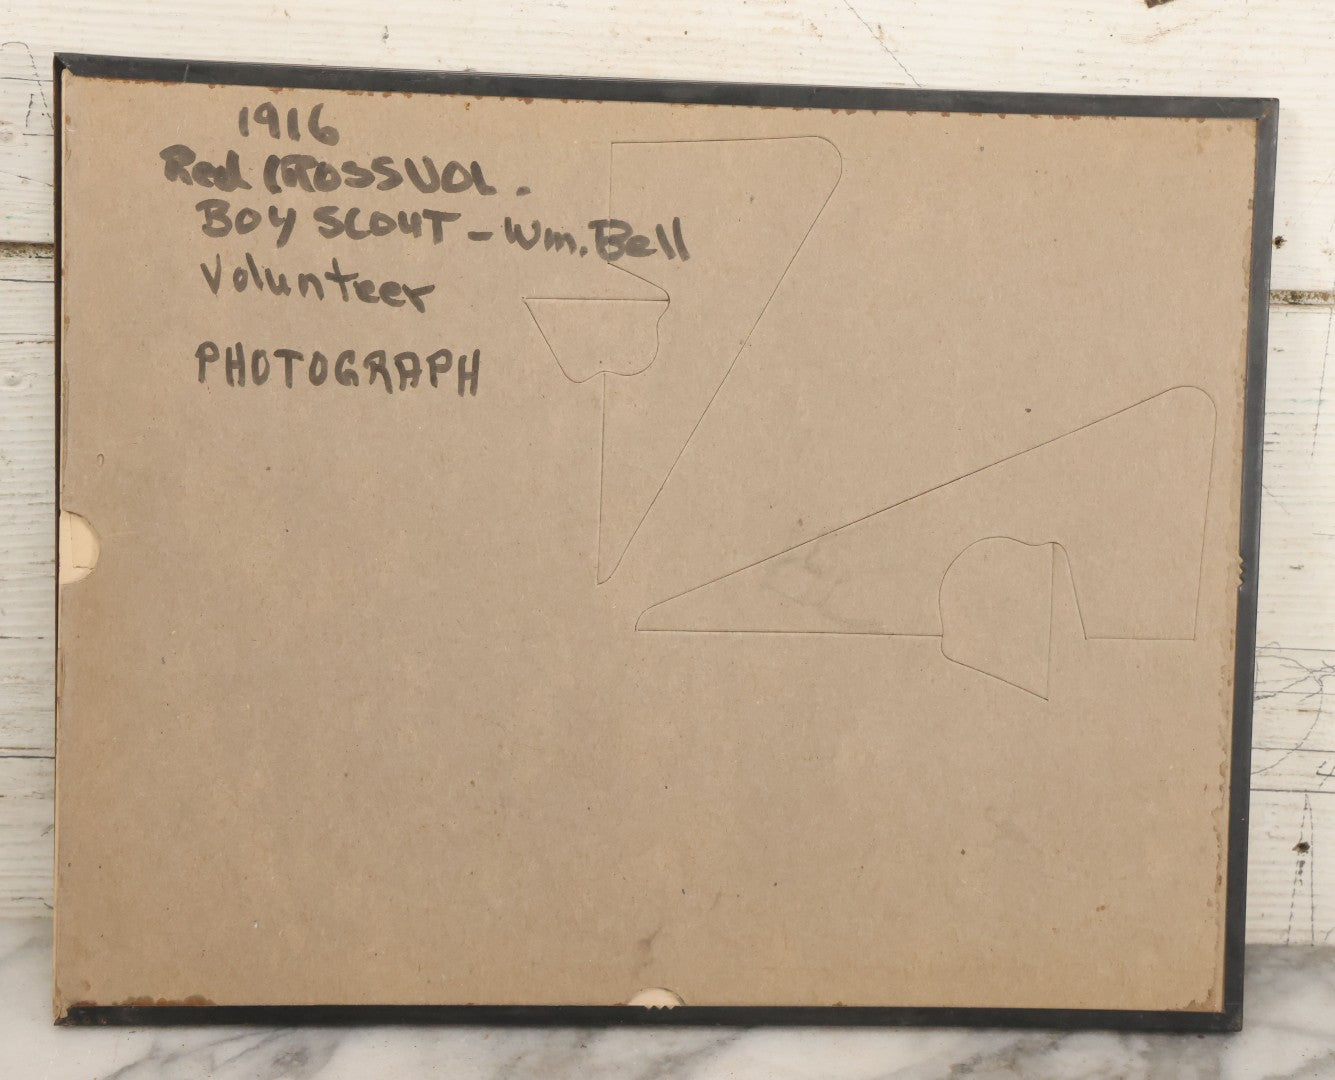 1916
Red CROSS VOL.
BOY SCOUT - Wm. Bell
Volunteer
PHOTOGRAPH